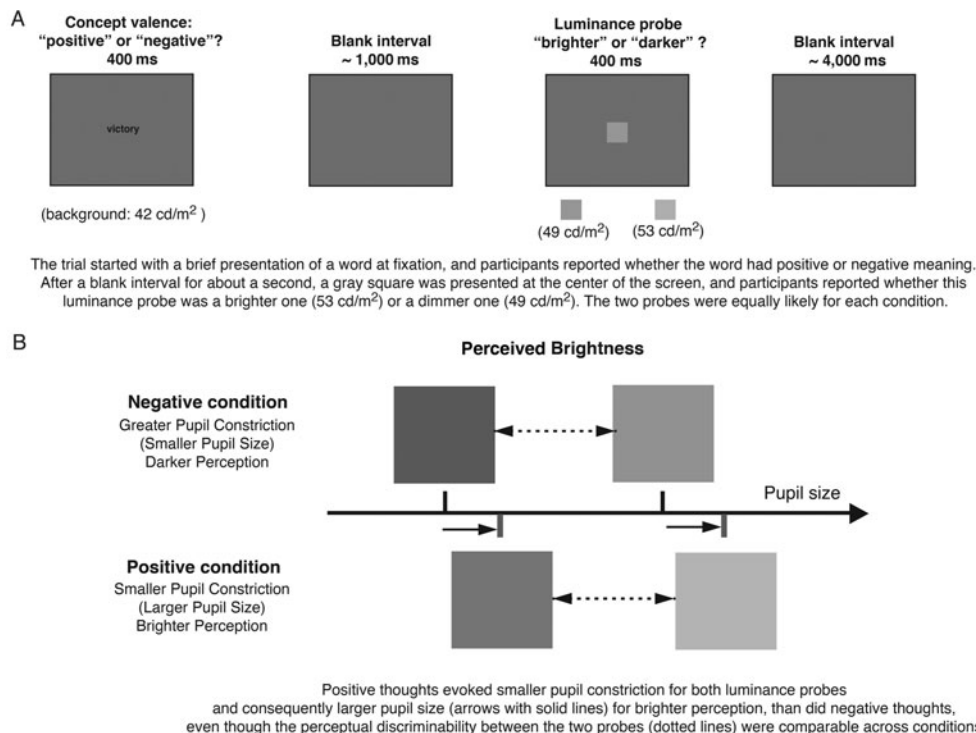 A
Concept valence:
"positive" or "negative"?
400 ms
Blank interval
~ 1,000 ms
Luminance probe
"brighter" or "darker" ?
400 ms
Blank interval
~ 4,000 ms
victory
(background: 42 cd/m²)
(49 cd/m²)
(53 cd/m²)
The trial started with a brief presentation of a word at fixation, and participants reported whether the word had positive or negative meaning.
After a blank interval for about a second, a gray square was presented at the center of the screen, and participants reported whether this
luminance probe was a brighter one (53 cd/m²) or a dimmer one (49 cd/m²). The two probes were equally likely for each condition.
B
Perceived Brightness
Negative condition
Greater Pupil Constriction
(Smaller Pupil Size)
Darker Perception
Pupil size
Positive condition
Smaller Pupil Constriction
(Larger Pupil Size)
Brighter Perception
Positive thoughts evoked smaller pupil constriction for both luminance probes
and consequently larger pupil size (arrows with solid lines) for brighter perception, than did negative thoughts,
even though the perceptual discriminability between the two probes (dotted lines) were comparable across conditions